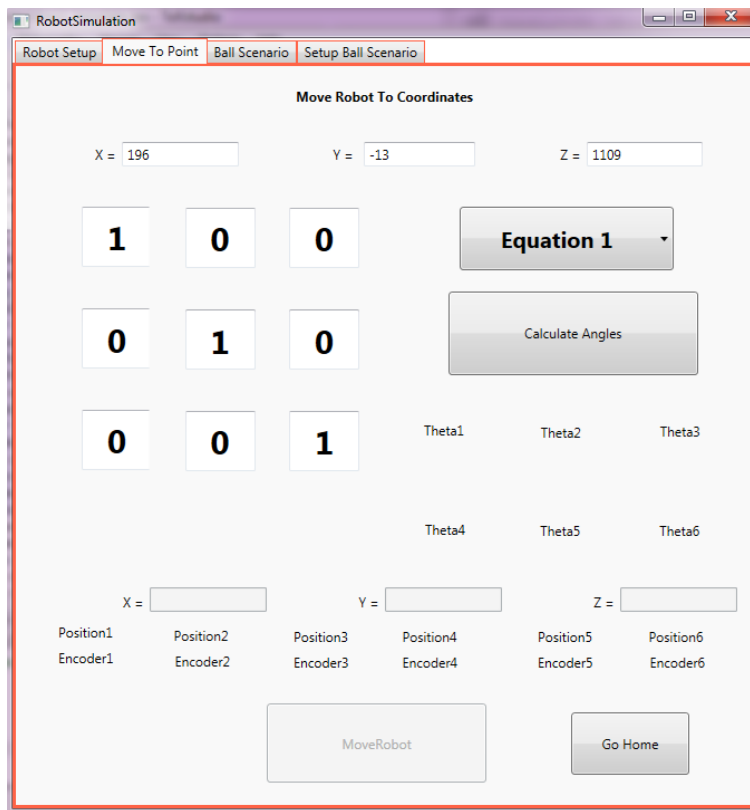 RobotSimulation
Robot Setup Move To Point Ball Scenario Setup Ball Scenario
Move Robot To Coordinates
X = 196 Y = -13 Z = 1109
1 0 0 Equation 1
0 1 0 Calculate Angles
0 0 1 Theta1 Theta2 Theta3
Theta4 Theta5 Theta6
X = Y = Z =
Position1 Position2 Position3 Position4 Position5 Position6
Encoder1 Encoder2 Encoder3 Encoder4 Encoder5 Encoder6
MoveRobot Go Home